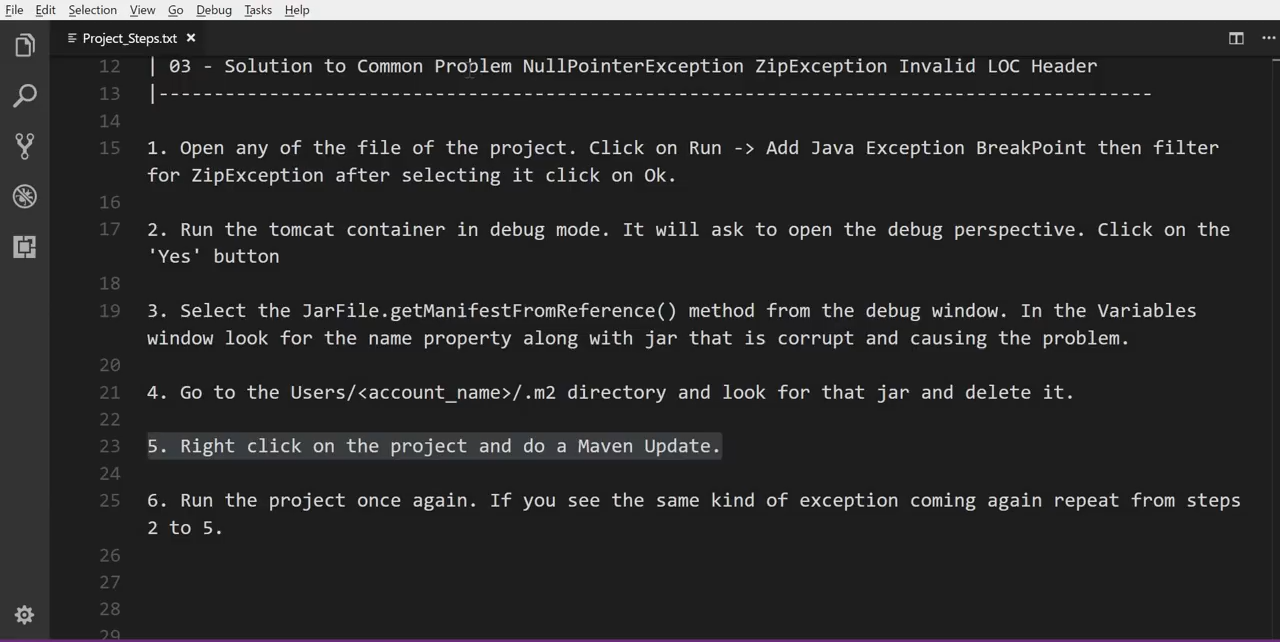 File Edit Selection View Go Debug Tasks Help
Project_Steps.txt
12 | 03 - Solution to Common Problem NullPointerException ZipException Invalid LOC Header
13 |------------------------------------------------------------------------------------------
14
15 1. Open any of the file of the project. Click on Run -> Add Java Exception BreakPoint then filter
for ZipException after selecting it click on Ok.
16
17 2. Run the tomcat container in debug mode. It will ask to open the debug perspective. Click on the
'Yes' button
18
19 3. Select the JarFile.getManifestFromReference() method from the debug window. In the Variables
window look for the name property along with jar that is corrupt and causing the problem.
20
21 4. Go to the Users/<account_name>/.m2 directory and look for that jar and delete it.
22
23 5. Right click on the project and do a Maven Update.
24
25 6. Run the project once again. If you see the same kind of exception coming again repeat from steps
2 to 5.
26
27
28
29